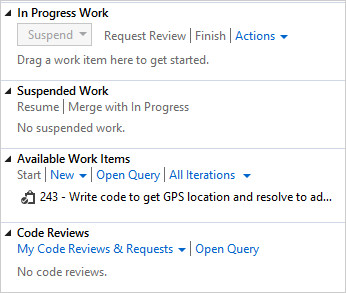 In Progress Work
Suspend Request Review Finish Actions
Drag a work item here to get started.
Suspended Work
Resume Merge with In Progress
No suspended work.
Available Work Items
Start New Open Query All Iterations
243 - Write code to get GPS location and resolve to ad...
Code Reviews
My Code Reviews & Requests Open Query
No code reviews.